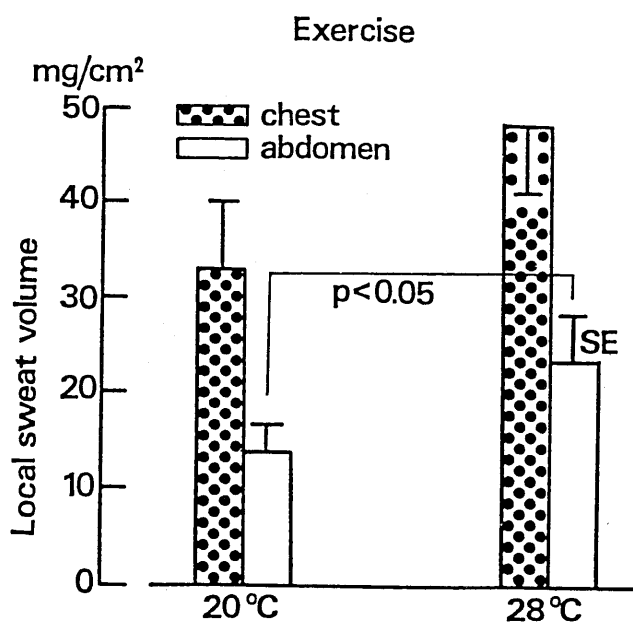 Exercise
mg/cm²
50
chest
abdomen
40
30
p<0.05
SE
20
10
0
Local sweat volume
20°C
28°C